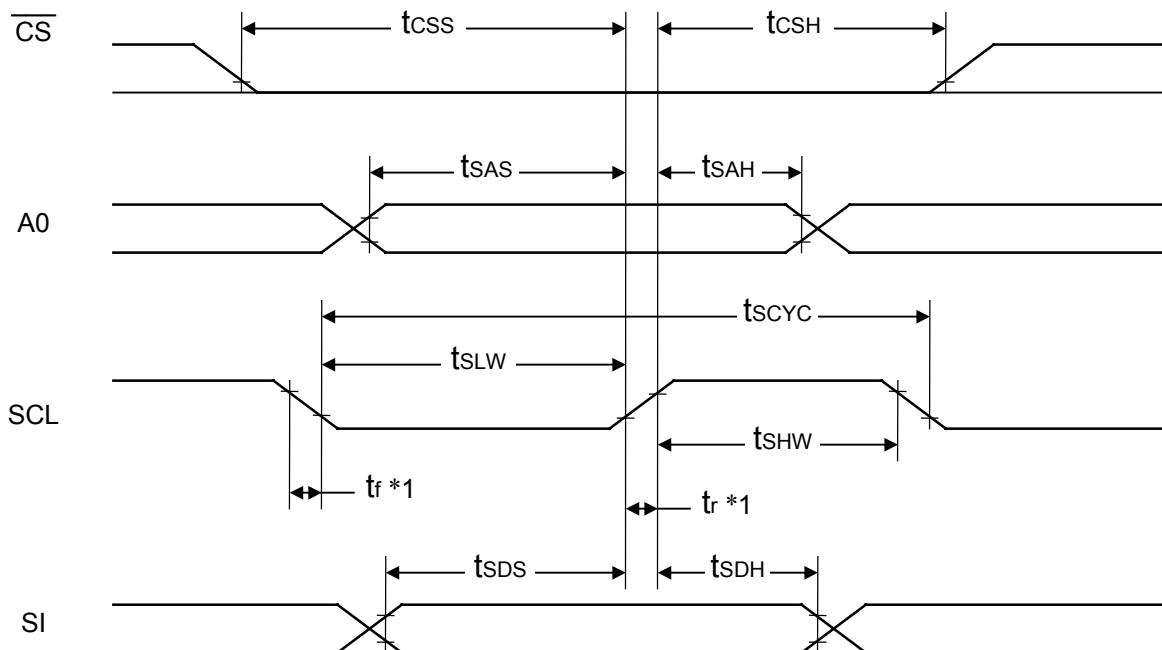 CS
tCSS
tCSH
tSAS
tSAH
A0
tSCYC
tSLW
SCL
tSHW
tf *1
tr *1
tSDS
tSDH
SI